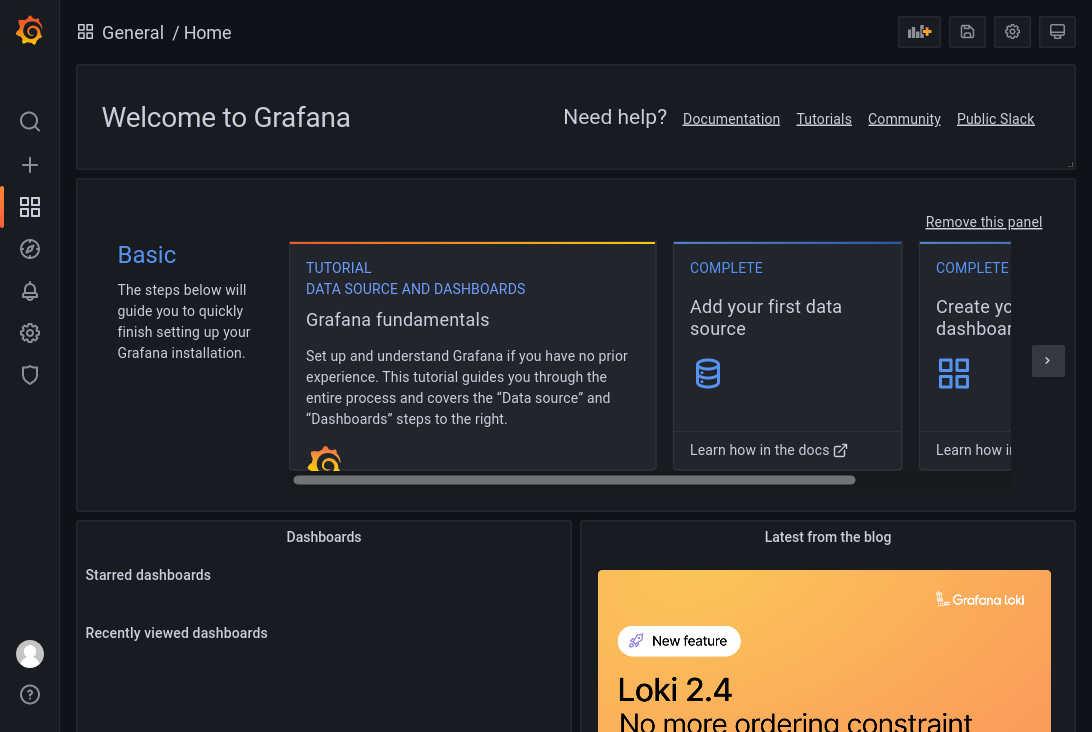 General / Home
Welcome to Grafana
Need help? Documentation Tutorials Community Public Slack
Remove this panel
Basic
The steps below will
guide you to quickly
finish setting up your
Grafana installation.
TUTORIAL
DATA SOURCE AND DASHBOARDS
Grafana fundamentals
Set up and understand Grafana if you have no prior
experience. This tutorial guides you through the
entire process and covers the “Data source” and
“Dashboards” steps to the right.
COMPLETE
Add your first data
source
Learn how in the docs
COMPLETE
Create
Learn how
Dashboards
Starred dashboards
Recently viewed dashboards
Latest from the blog
Grafana loki
New feature
Loki 2.4
No more ordering constraint